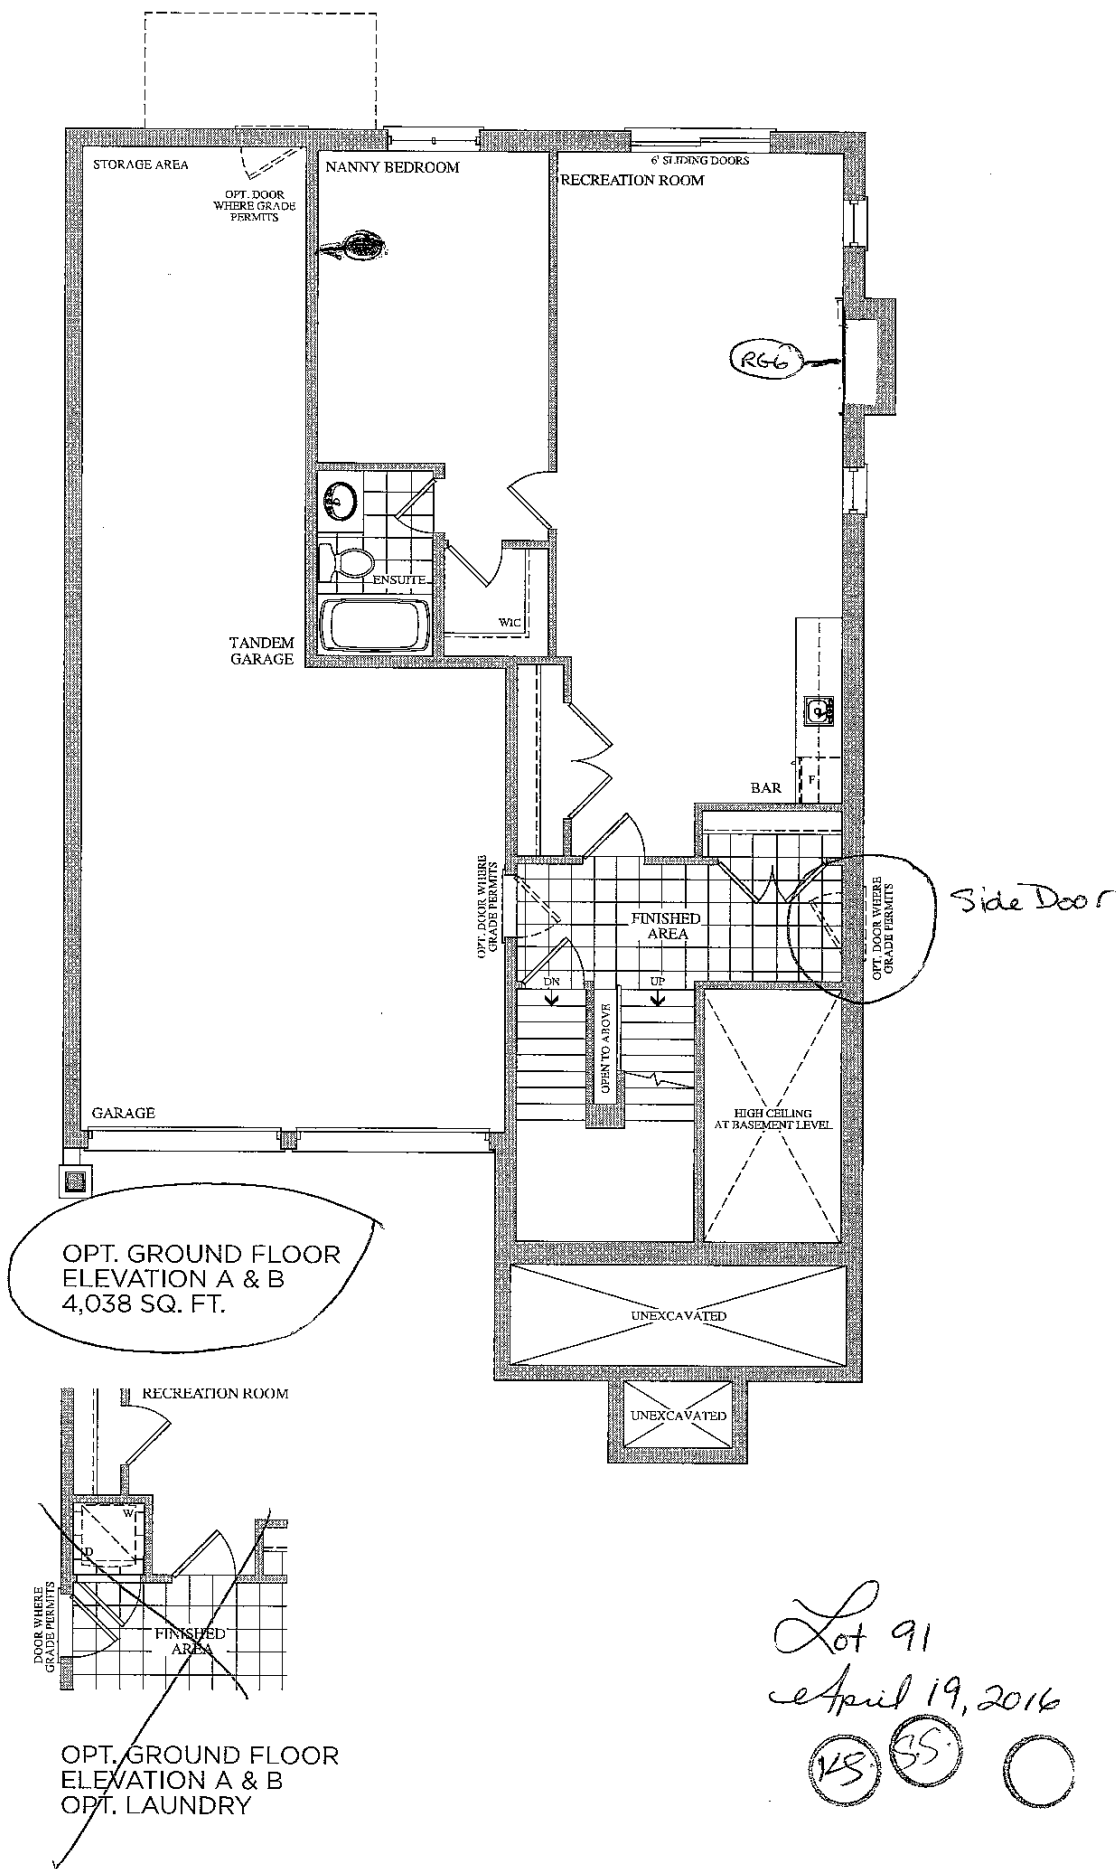 STORAGE AREA
OPT. DOOR
WHERE GRADE
PERMITS
NANNY BEDROOM
6' SLIDING DOORS
RECREATION ROOM
RG6
ENSUITE
WIC
TANDEM
GARAGE
BAR
F
OPT. DOOR WHERE
GRADE PERMITS
FINISHED
AREA
OPT. DOOR WHERE
GRADE PERMITS
Side Door
DN
UP
OPEN TO ABOVE
HIGH CEILING
AT BASEMENT LEVEL
GARAGE
OPT. GROUND FLOOR
ELEVATION A & B
4,038 SQ. FT.
UNEXCAVATED
UNEXCAVATED
RECREATION ROOM
W
D
DOOR WHERE
GRADE PERMITS
FINISHED
AREA
OPT. GROUND FLOOR
ELEVATION A & B
OPT. LAUNDRY
Lot 91
April 19, 2016
KS. SS.